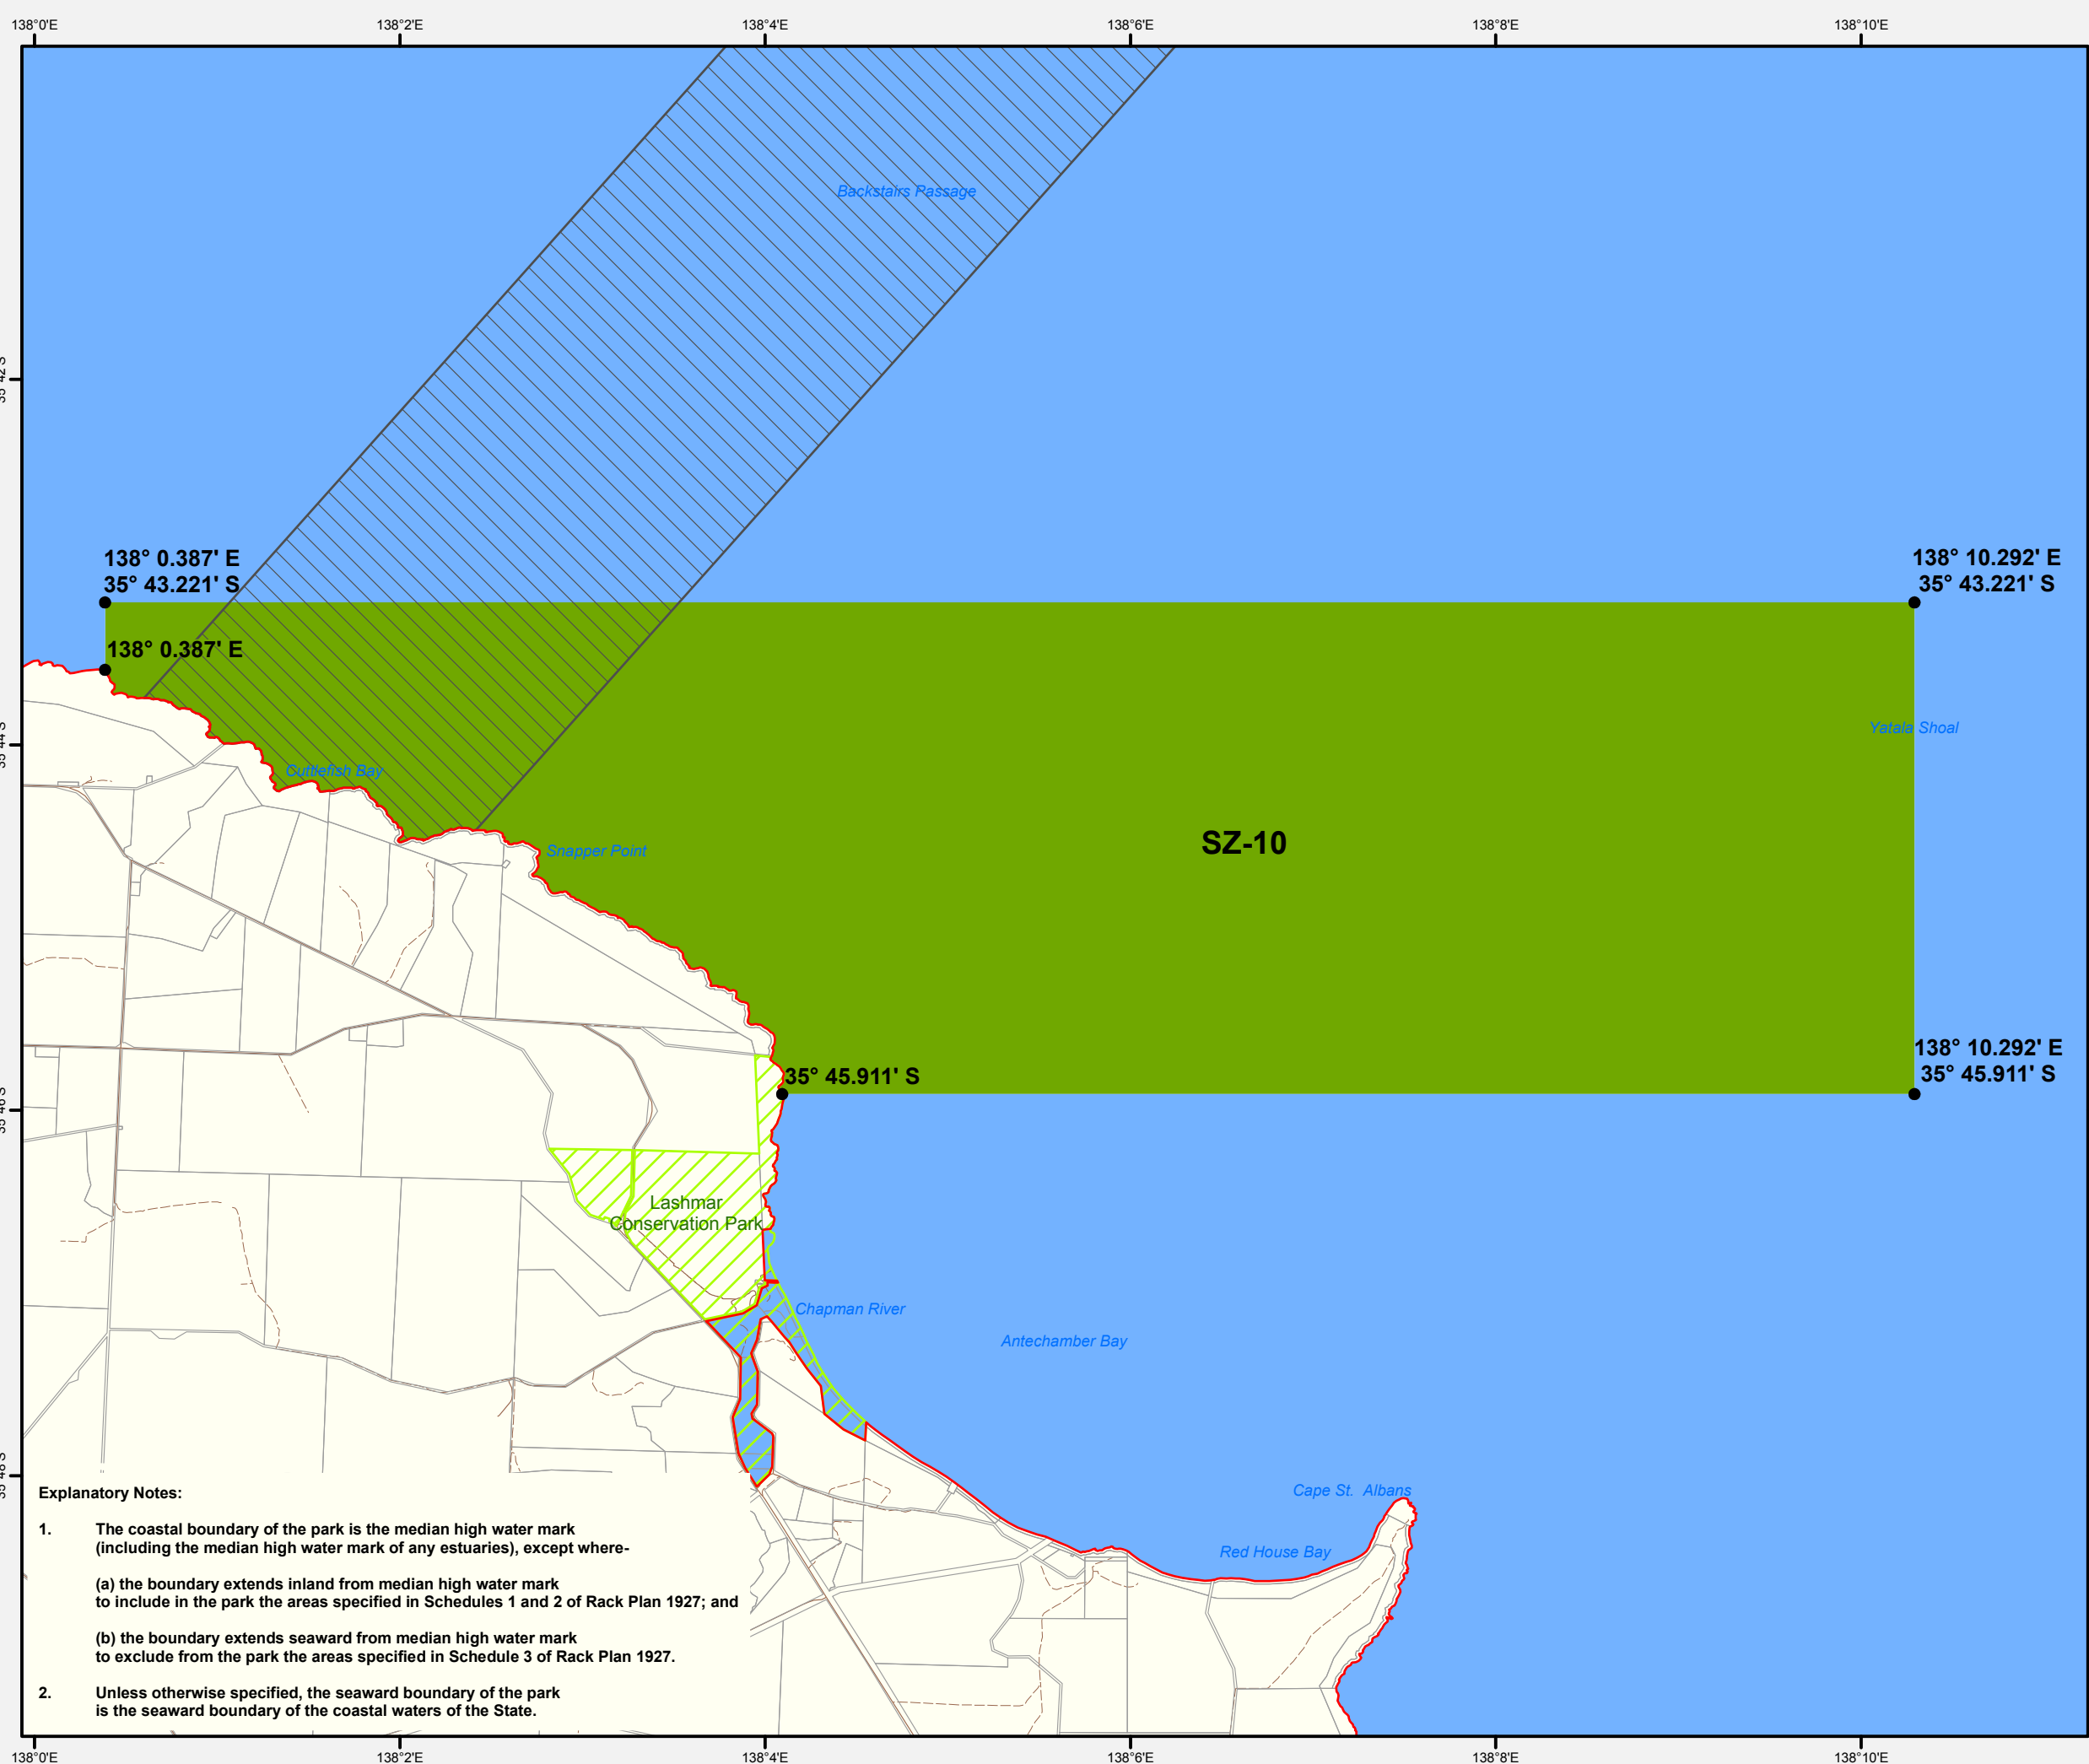 138°0'E
138°2'E
138°4'E
138°6'E
138°8'E
138°10'E
Backstairs Passage
138° 0.387' E
35° 43.221' S
138° 10.292' E
35° 43.221' S
138° 0.387' E
Yatala Shoal
Cuttlefish Bay
SZ-10
Snapper Point
138° 10.292' E
35° 45.911' S
35° 45.911' S
Lashmar
Conservation Park
Chapman River
Antechamber Bay
Cape St. Albans
Red House Bay
Explanatory Notes:
1. The coastal boundary of the park is the median high water mark
(including the median high water mark of any estuaries), except where-
(a) the boundary extends inland from median high water mark
to include in the park the areas specified in Schedules 1 and 2 of Rack Plan 1927; and
(b) the boundary extends seaward from median high water mark
to exclude from the park the areas specified in Schedule 3 of Rack Plan 1927.
2. Unless otherwise specified, the seaward boundary of the park
is the seaward boundary of the coastal waters of the State.
138°0'E
138°2'E
138°4'E
138°6'E
138°8'E
138°10'E